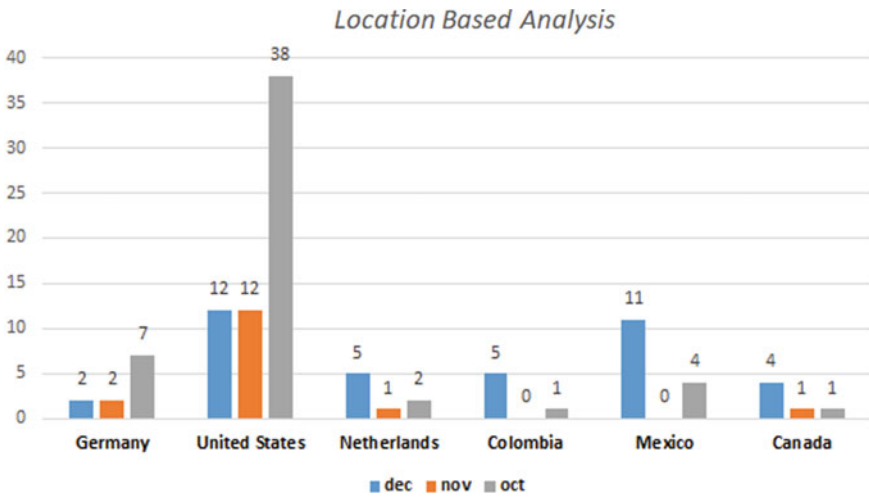 Location Based Analysis
40
35
30
25
20
15
10
5
0
2 2 7
12 12 38
5 1 2
5 0 1
11 0 4
4 1 1
Germany United States Netherlands Colombia Mexico Canada
dec nov oct